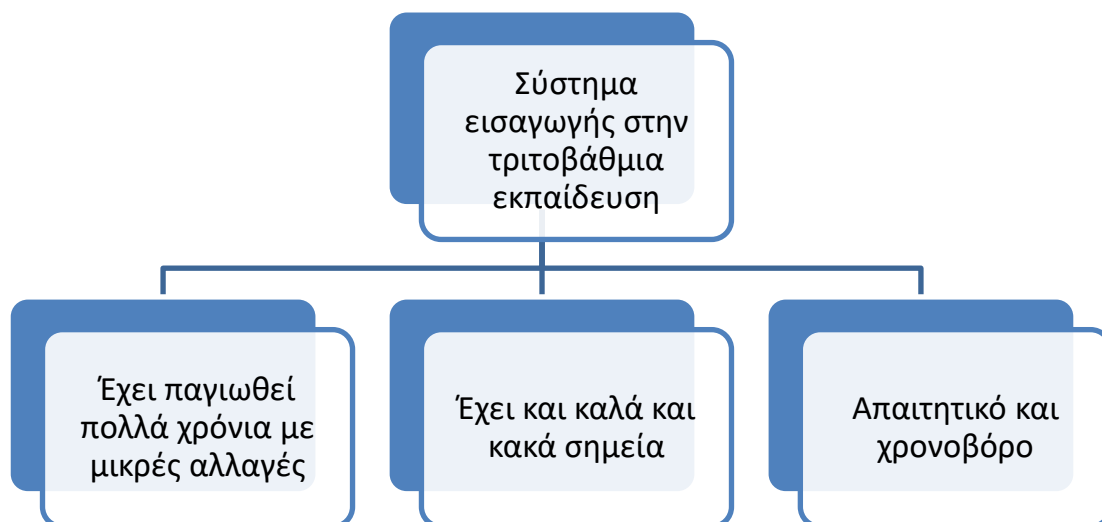 Σύστημα
εισαγωγής στην
τριτοβάθμια
εκπαίδευση
Έχει παγιωθεί
πολλά χρόνια με
μικρές αλλαγές
Έχει και καλά και
κακά σημεία
Απαιτητικό και
χρονοβόρο